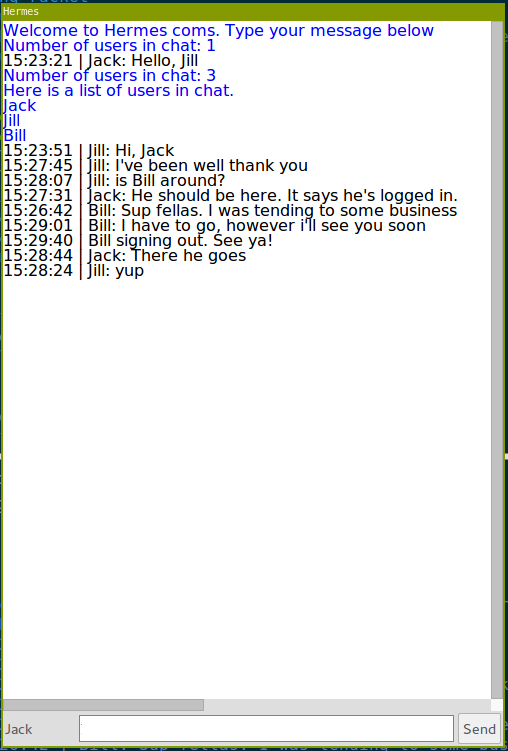 Hermes
Welcome to Hermes coms. Type your message below
Number of users in chat: 1
15:23:21 | Jack: Hello, Jill
Number of users in chat: 3
Here is a list of users in chat.
Jack
Jill
Bill
15:23:51 | Jill: Hi, Jack
15:27:45 | Jill: I've been well thank you
15:28:07 | Jill: is Bill around?
15:27:31 | Jack: He should be here. It says he's logged in.
15:26:42 | Bill: Sup fellas. I was tending to some business
15:29:01 | Bill: I have to go, however i'll see you soon
15:29:40 | Bill signing out. See ya!
15:28:44 | Jack: There he goes
15:28:24 | Jill: yup
Jack
Send